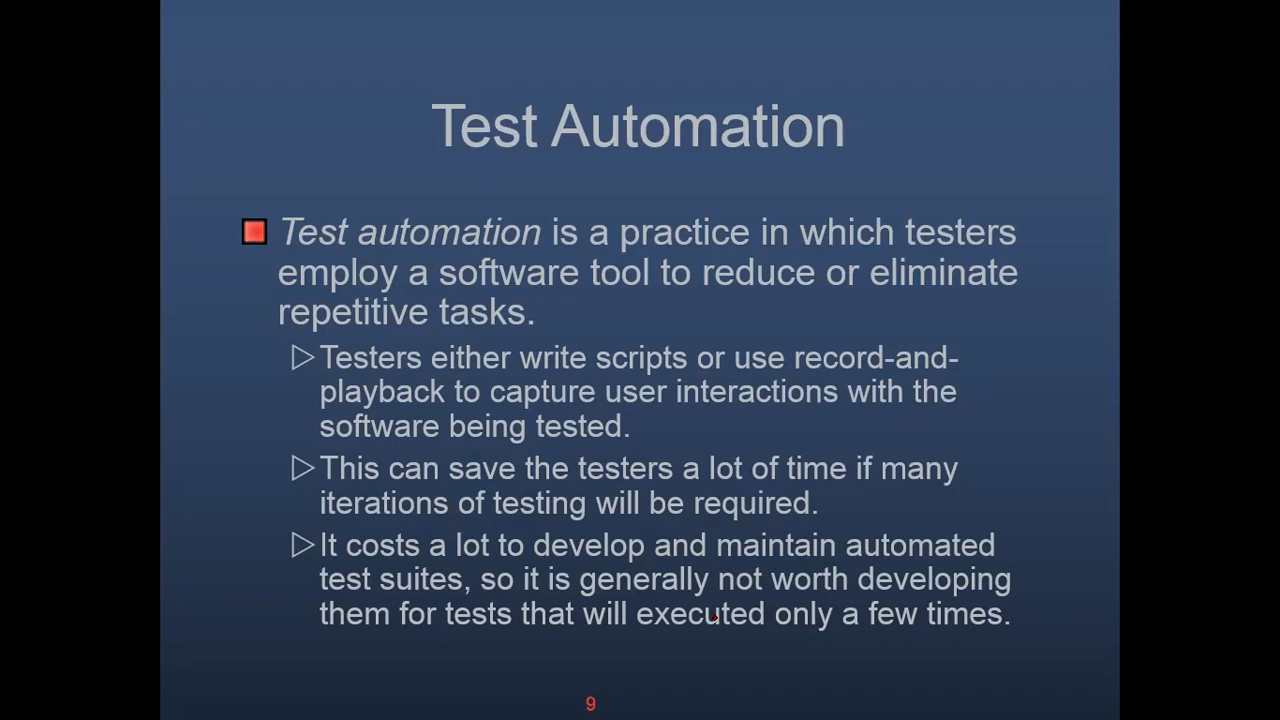 Test Automation
Test automation is a practice in which testers
employ a software tool to reduce or eliminate
repetitive tasks.
Testers either write scripts or use record-and-
playback to capture user interactions with the
software being tested.
This can save the testers a lot of time if many
iterations of testing will be required.
It costs a lot to develop and maintain automated
test suites, so it is generally not worth developing
them for tests that will executed only a few times.
9